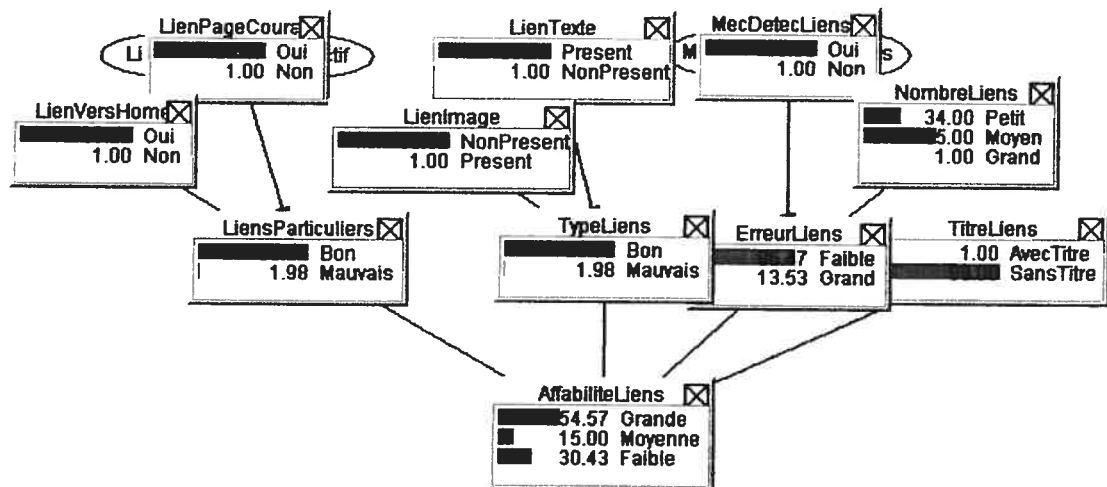 LienPageCours
Oui
1.00 Non
LienTexte
Present
1.00 NonPresent
MecDetecLiens
Oui
1.00 Non
LienVersHome
Oui
1.00 Non
LienImage
NonPresent
1.00 Present
NombreLiens
34.00 Petit
5.00 Moyen
1.00 Grand
LiensParticuliers
Bon
1.98 Mauvais
TypeLiens
Bon
1.98 Mauvais
ErreurLiens
Faible
13.53 Grand
TitreLiens
1.00 AvecTitre
SansTitre
AffabiliteLiens
54.57 Grande
15.00 Moyenne
30.43 Faible